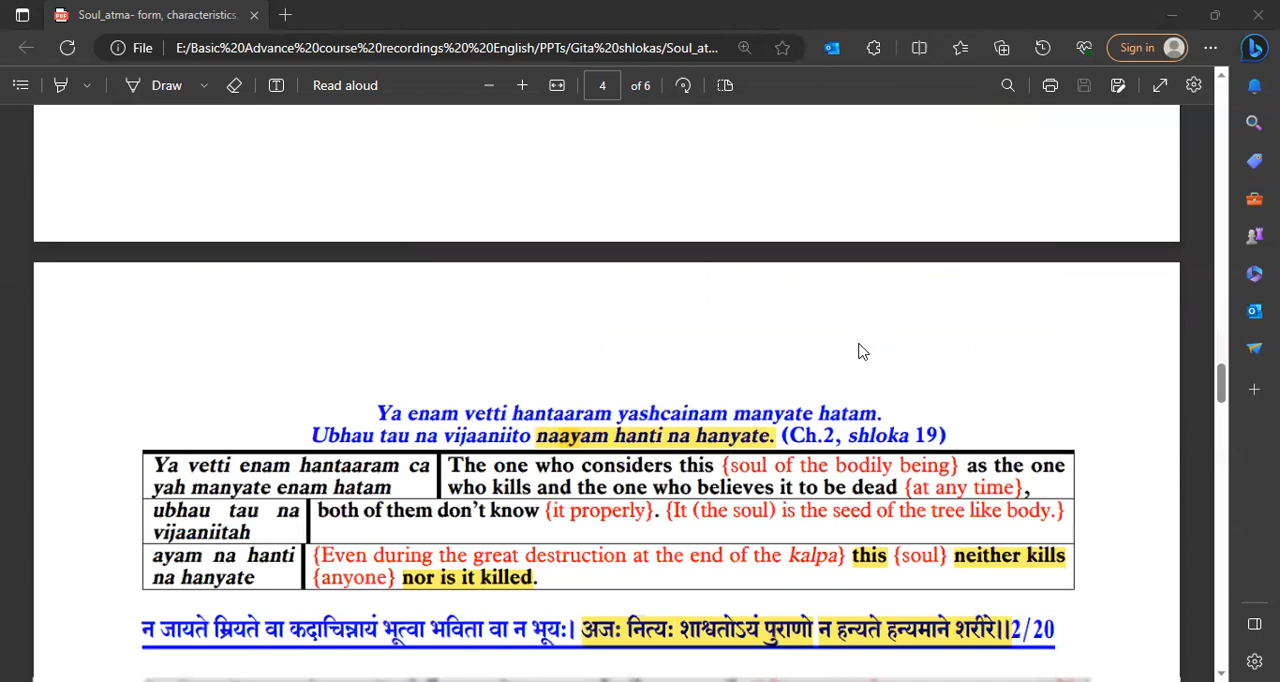 Soul_atma- form, characteristics
File E:/Basic%20Advance%20course%20recordings%20%20English/PPTs/Gita%20shlokas/Soul_at... Sign in
Draw Read aloud 4 of 6
Ya enam vetti hantaaram yashcainam manyate hatam.
Ubhau tau na vijaaniito naayam hanti na hanyate. (Ch.2, shloka 19)
Ya vetti enam hantaaram ca
yah manyate enam hatam
The one who considers this {soul of the bodily being} as the one
who kills and the one who believes it to be dead {at any time},
ubhau tau na
vijaaniitah
both of them don't know {it properly}. {It (the soul) is the seed of the tree like body.}
ayam na hanti
na hanyate
{Even during the great destruction at the end of the kalpa} this {soul} neither kills
{anyone} nor is it killed.
न जायते म्रियते वा कदाचिन्नायं भूत्वा भविता वा न भूयः। अजः नित्यः शाश्वतोऽयं पुराणो न हन्यते हन्यमाने शरीरे।।2/20